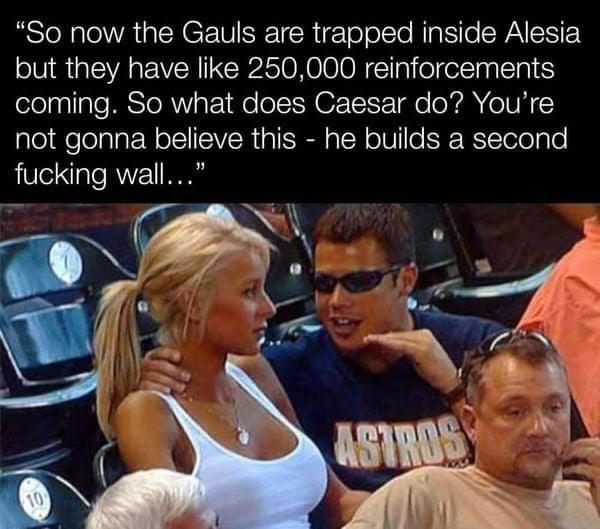 “So now the Gauls are trapped inside Alesia
but they have like 250,000 reinforcements
coming. So what does Caesar do? You’re
not gonna believe this - he builds a second
fucking wall…”
ASTROS
10